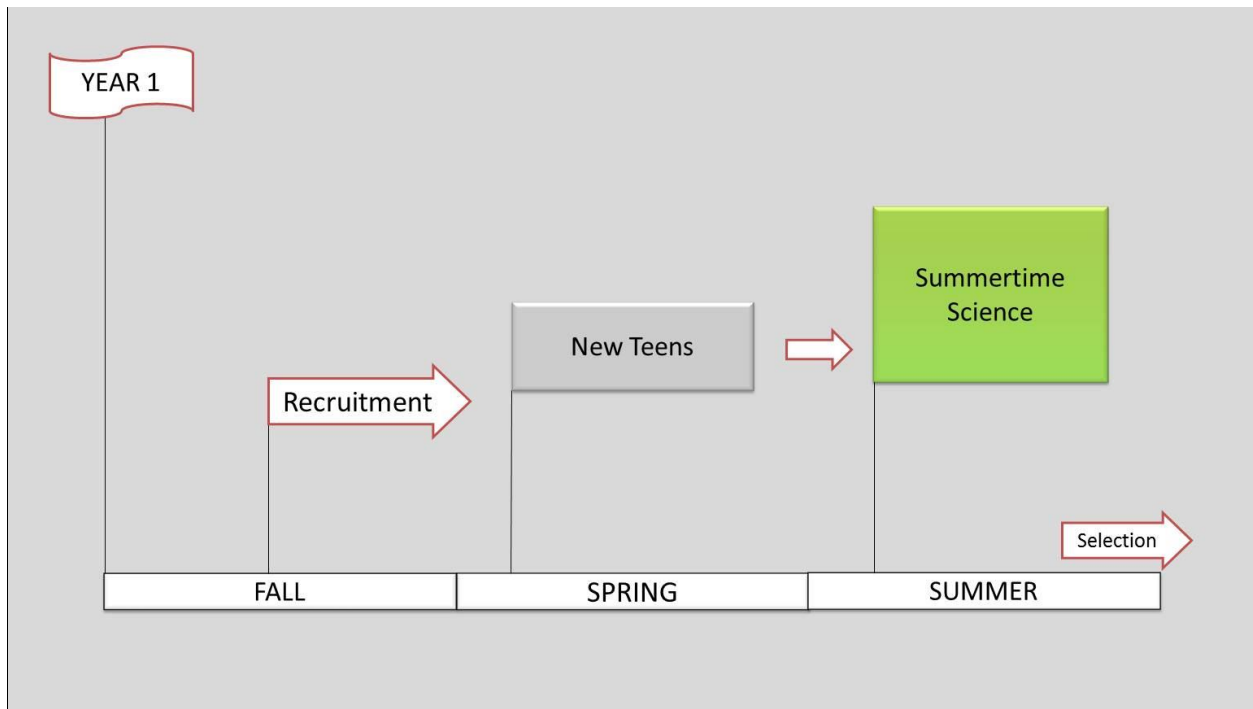 YEAR 1
Summertime
Science
New Teens
Recruitment
Selection
FALL
SPRING
SUMMER